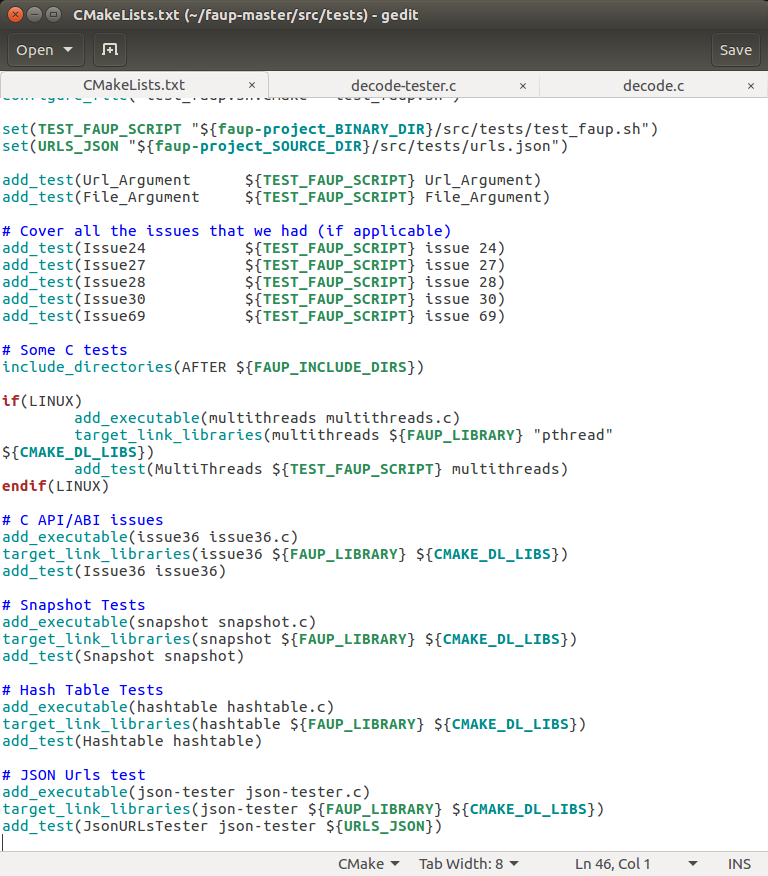 CMakeLists.txt (~/faup-master/src/tests) - gedit
Open Save
CMakeLists.txt × decode-tester.c × decode.c ×
configure_file( test_faup.sh.cmake test_faup.sh )
set(TEST_FAUP_SCRIPT "${faup-project_BINARY_DIR}/src/tests/test_faup.sh")
set(URLS_JSON "${faup-project_SOURCE_DIR}/src/tests/urls.json")
add_test(Url_Argument ${TEST_FAUP_SCRIPT} Url_Argument)
add_test(File_Argument ${TEST_FAUP_SCRIPT} File_Argument)
# Cover all the issues that we had (if applicable)
add_test(Issue24 ${TEST_FAUP_SCRIPT} issue 24)
add_test(Issue27 ${TEST_FAUP_SCRIPT} issue 27)
add_test(Issue28 ${TEST_FAUP_SCRIPT} issue 28)
add_test(Issue30 ${TEST_FAUP_SCRIPT} issue 30)
add_test(Issue69 ${TEST_FAUP_SCRIPT} issue 69)
# Some C tests
include_directories(AFTER ${FAUP_INCLUDE_DIRS})
if(LINUX)
add_executable(multithreads multithreads.c)
target_link_libraries(multithreads ${FAUP_LIBRARY} "pthread"
${CMAKE_DL_LIBS})
add_test(MultiThreads ${TEST_FAUP_SCRIPT} multithreads)
endif(LINUX)
# C API/ABI issues
add_executable(issue36 issue36.c)
target_link_libraries(issue36 ${FAUP_LIBRARY} ${CMAKE_DL_LIBS})
add_test(Issue36 issue36)
# Snapshot Tests
add_executable(snapshot snapshot.c)
target_link_libraries(snapshot ${FAUP_LIBRARY} ${CMAKE_DL_LIBS})
add_test(Snapshot snapshot)
# Hash Table Tests
add_executable(hashtable hashtable.c)
target_link_libraries(hashtable ${FAUP_LIBRARY} ${CMAKE_DL_LIBS})
add_test(Hashtable hashtable)
# JSON Urls test
add_executable(json-tester json-tester.c)
target_link_libraries(json-tester ${FAUP_LIBRARY} ${CMAKE_DL_LIBS})
add_test(JsonURLsTester json-tester ${URLS_JSON})
CMake Tab Width: 8 Ln 46, Col 1 INS